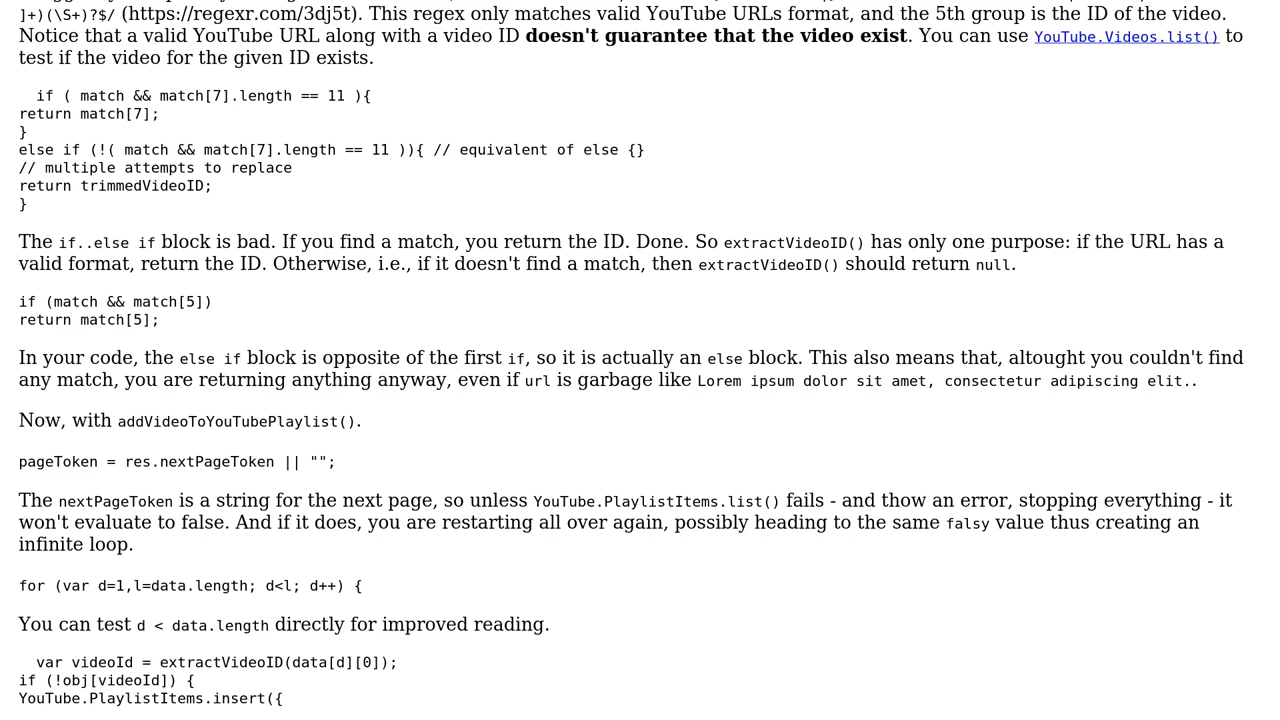 ]+)(\S+)?$/ (https://regexr.com/3dj5t). This regex only matches valid YouTube URLs format, and the 5th group is the ID of the video.
Notice that a valid YouTube URL along with a video ID doesn't guarantee that the video exist. You can use YouTube.Videos.list() to
test if the video for the given ID exists.
if ( match && match[7].length == 11 ){
return match[7];
}
else if (!( match && match[7].length == 11 )){ // equivalent of else {}
// multiple attempts to replace
return trimmedVideoID;
}
The if..else if block is bad. If you find a match, you return the ID. Done. So extractVideoID() has only one purpose: if the URL has a
valid format, return the ID. Otherwise, i.e., if it doesn't find a match, then extractVideoID() should return null.
if (match && match[5])
return match[5];
In your code, the else if block is opposite of the first if, so it is actually an else block. This also means that, altought you couldn't find
any match, you are returning anything anyway, even if url is garbage like Lorem ipsum dolor sit amet, consectetur adipiscing elit..
Now, with addVideoToYouTubePlaylist().
pageToken = res.nextPageToken || "";
The nextPageToken is a string for the next page, so unless YouTube.PlaylistItems.list() fails - and thow an error, stopping everything - it
won't evaluate to false. And if it does, you are restarting all over again, possibly heading to the same falsy value thus creating an
infinite loop.
for (var d=1,l=data.length; d<l; d++) {
You can test d < data.length directly for improved reading.
var videoId = extractVideoID(data[d][0]);
if (!obj[videoId]) {
YouTube.PlaylistItems.insert({